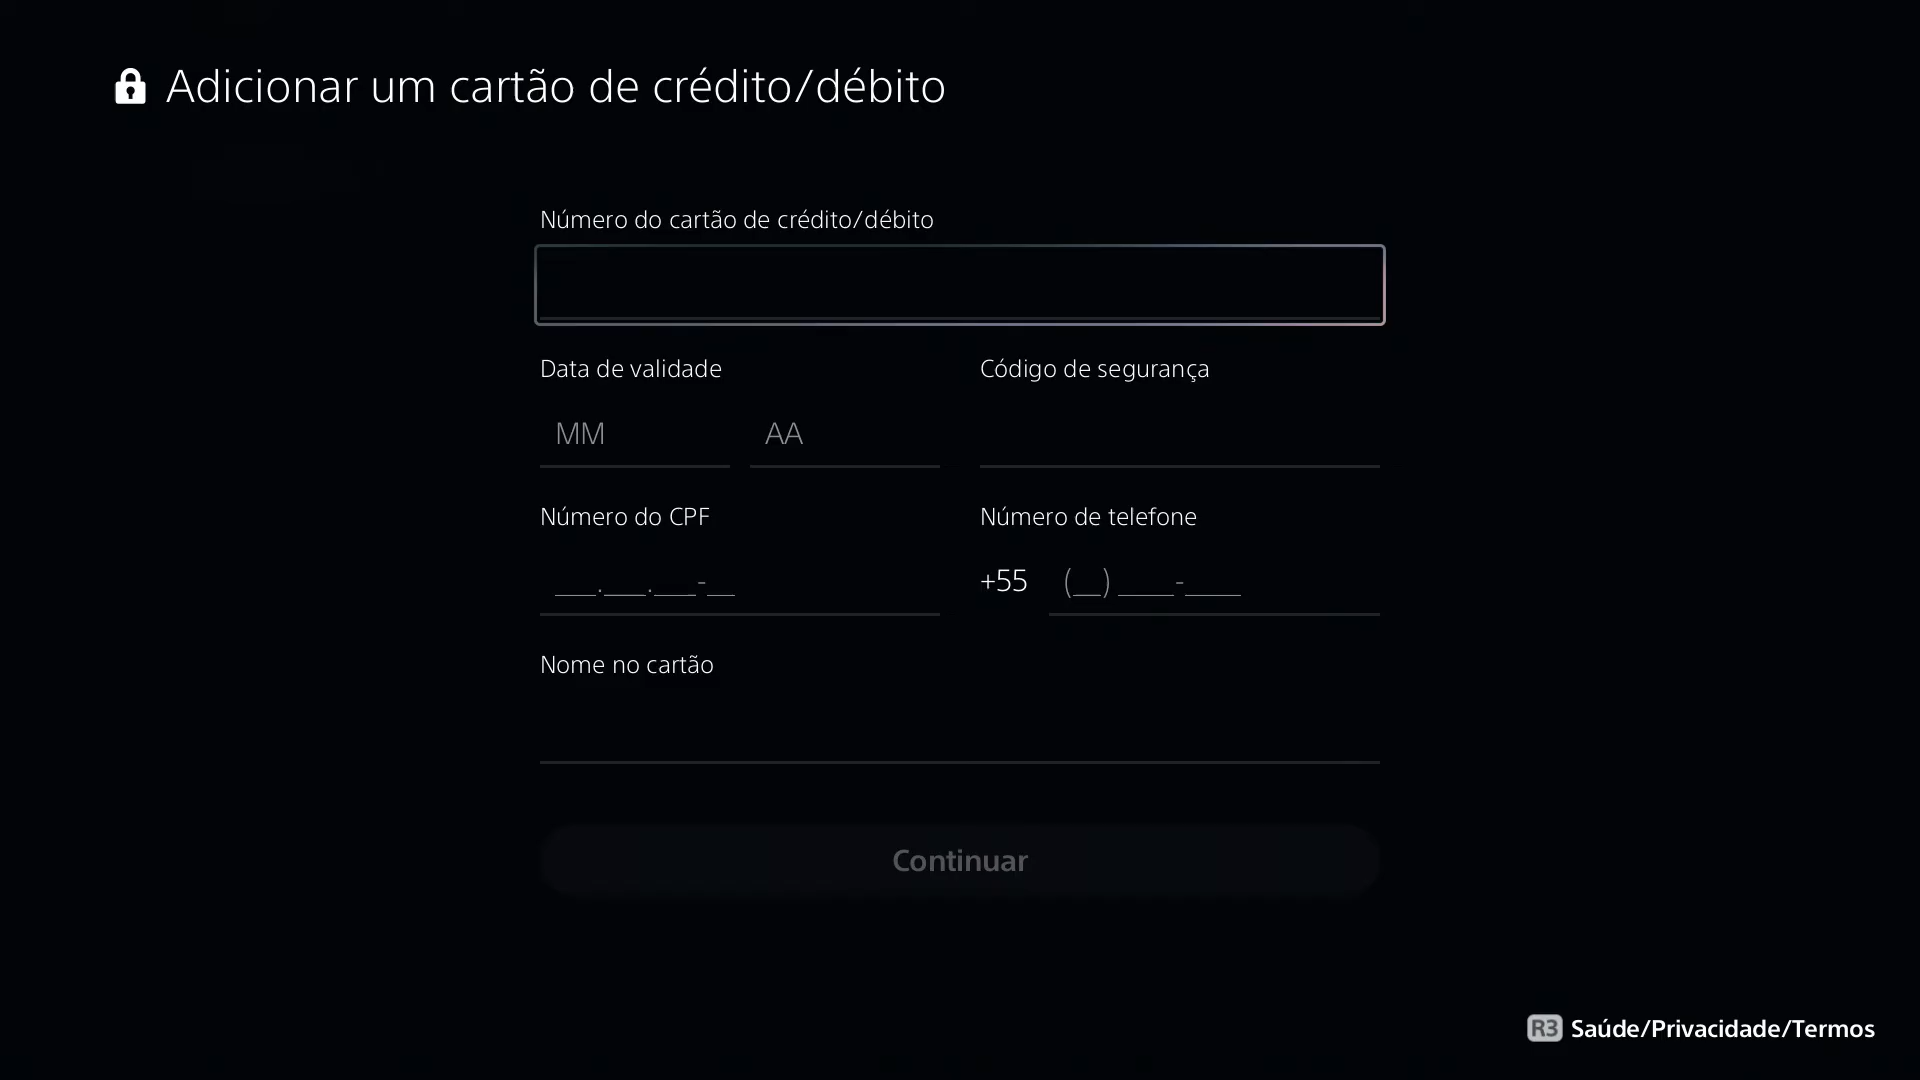 Adicionar um cartão de crédito/débito
Número do cartão de crédito/débito
Data de validade
Código de segurança
MM
AA
Número do CPF
Número de telefone
___.___.___-__
+55 (__) ____-____
Nome no cartão
Continuar
R3 Saúde/Privacidade/Termos